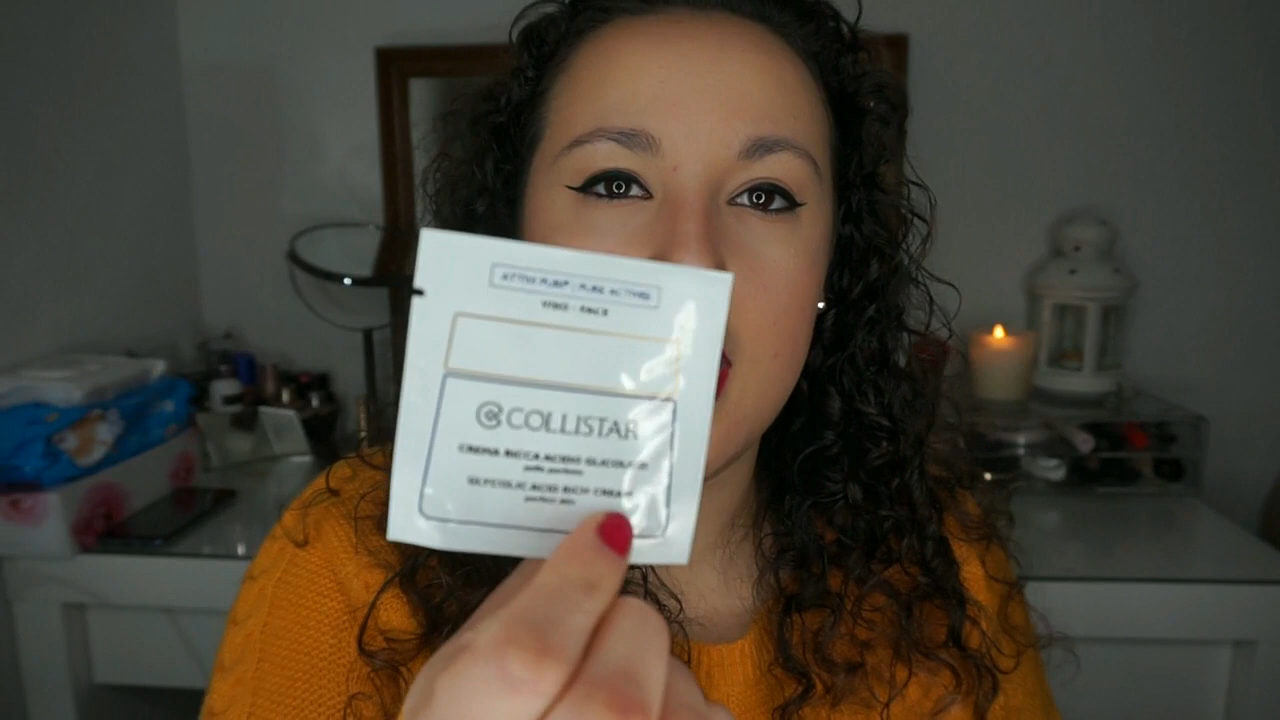 ATTIVI PURI® | PURE ACTIVES
VISO - FACE
COLLISTAR
CREMA RICCA ACIDO GLICOLICO
pelle perfetta
GLYCOLIC ACID RICH CREAM
perfect skin